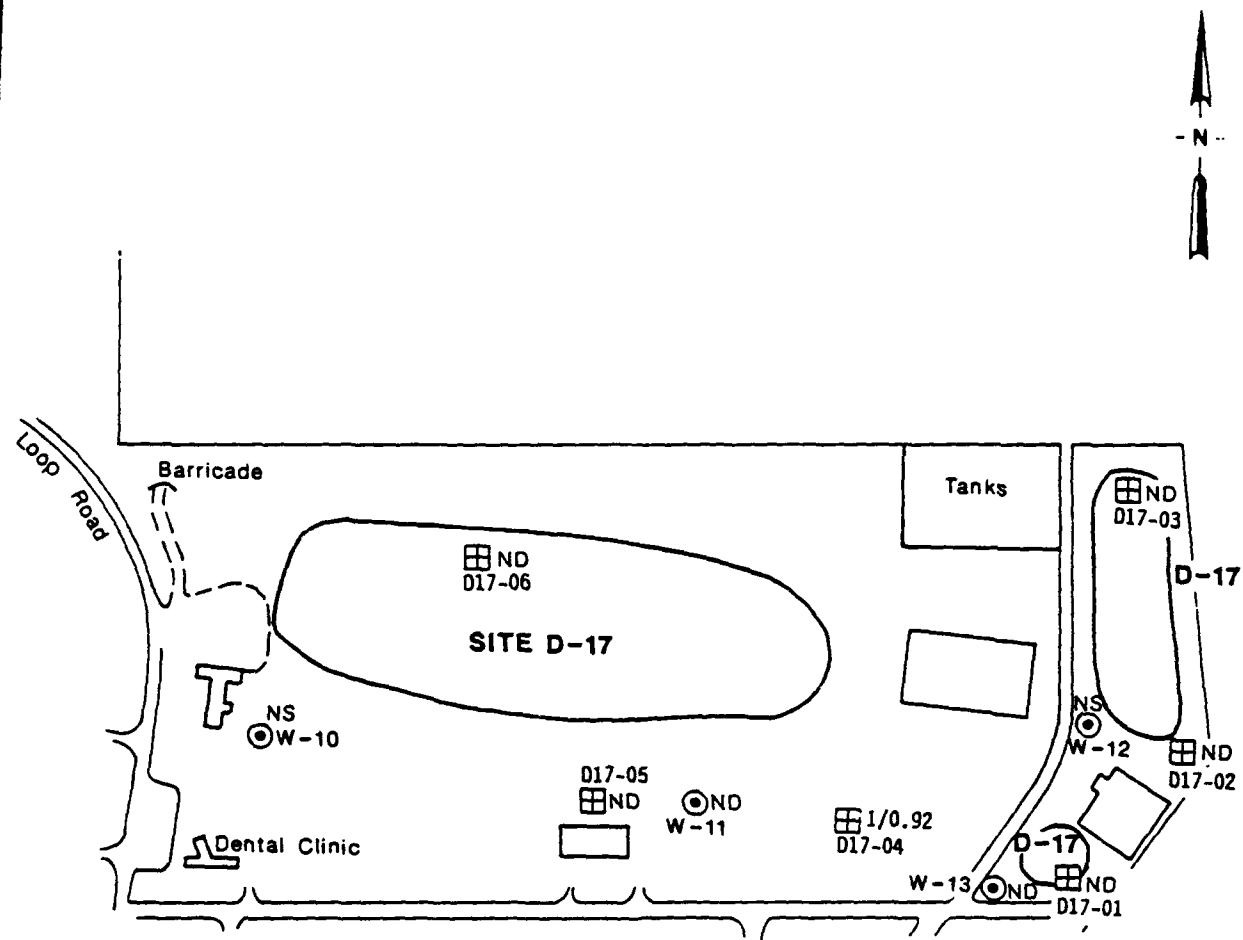 - N -
Loop Road
Barricade
Tanks
ND
D17-03
D-17
ND
D17-06
SITE D-17
NS
W-10
NS
W-12
ND
D17-02
D17-05
ND
ND
W-11
1/0.92
D17-04
Dental Clinic
D-17
W-13
ND
ND
D17-01